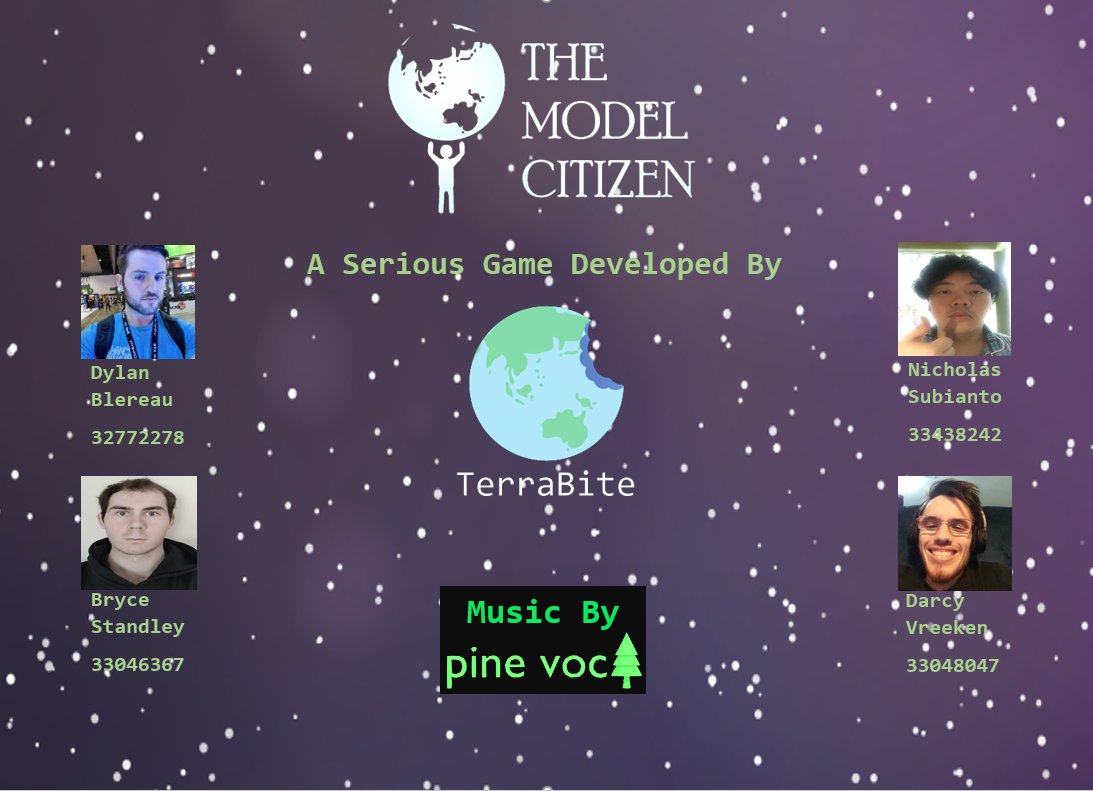 THE
MODEL
CITIZEN
A Serious Game Developed By
Dylan
Blereau
32772278
Nicholas
Subianto
33438242
TerraBite
Bryce
Standley
33046367
Darcy
Vreeken
33048047
Music By
pine voc